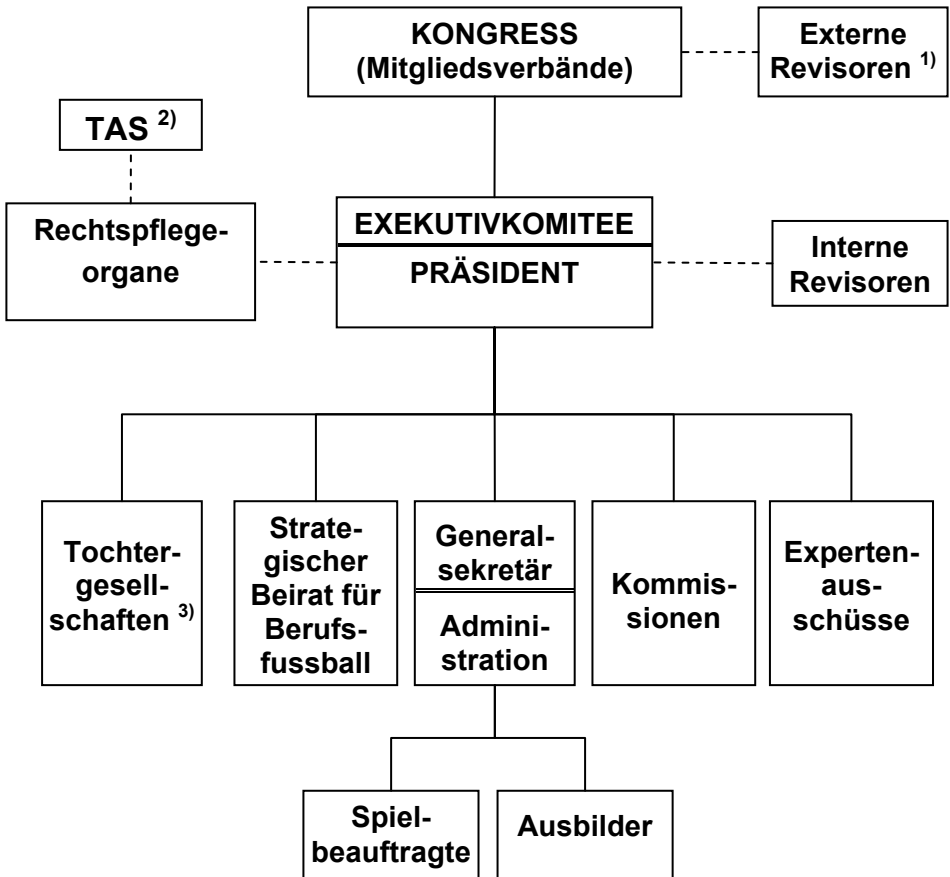 KONGRESS
(Mitgliedsverbände)
Externe
Revisoren 1)
TAS 2)
Rechtspflege-
organe
EXEKUTIVKOMITEE
PRÄSIDENT
Interne
Revisoren
Tochter-
gesell-
schaften 3)
Strate-
gischer
Beirat für
Berufs-
fussball
General-
sekretär
Admini-
stration
Kommis-
sionen
Experten-
aus-
schüsse
Spiel-
beauftragte
Ausbilder